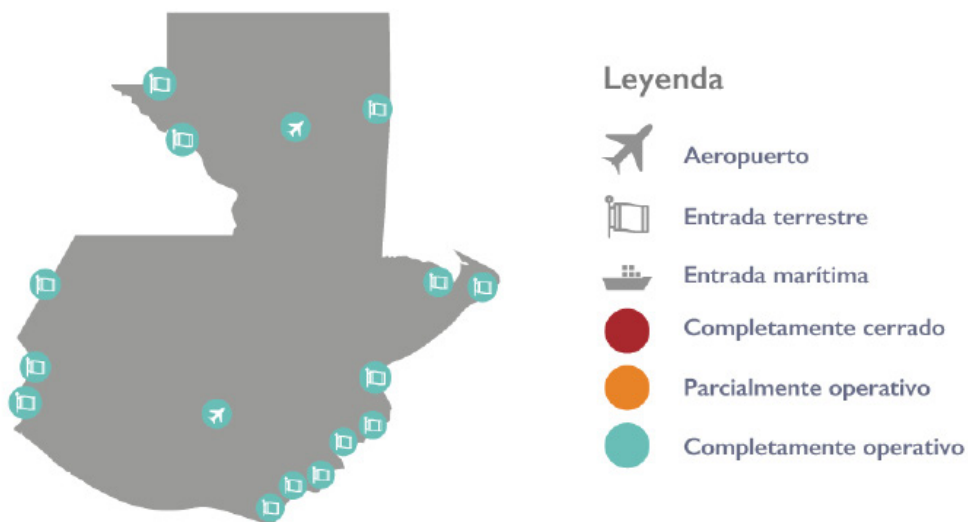 Leyenda
Aeropuerto
Entrada terrestre
Entrada marítima
Completamente cerrado
Parcialmente operativo
Completamente operativo